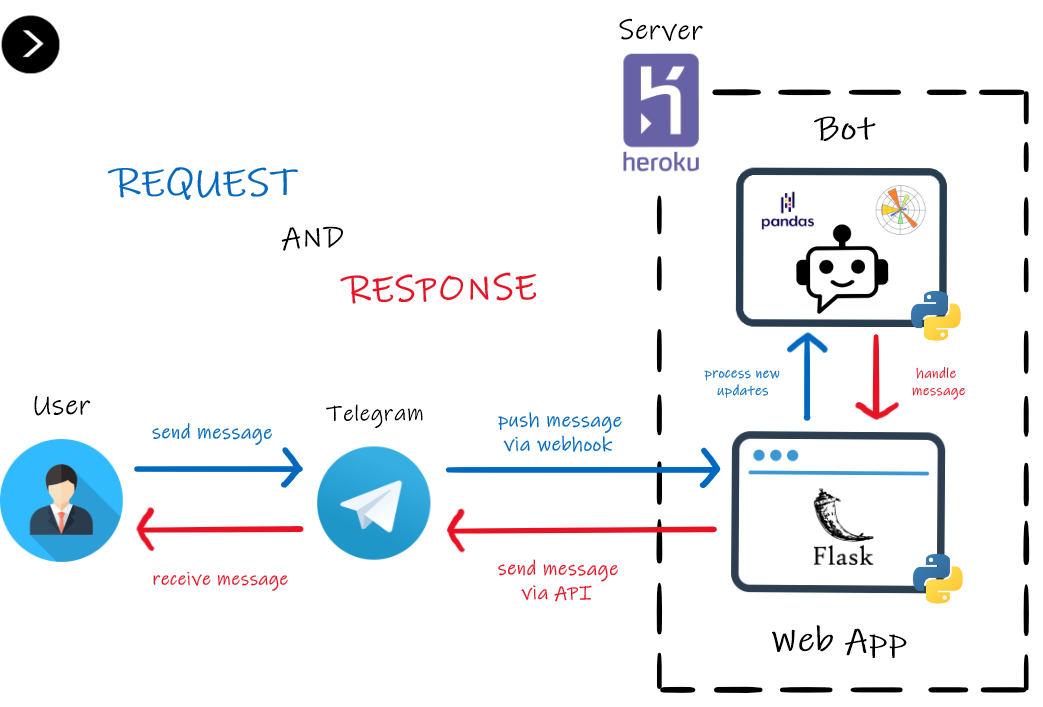 Server
heroku
Bot
pandas
REQUEST
AND
RESPONSE
process new
updates
handle
message
User
Telegram
send message
push message
via webhook
Flask
receive message
send message
via API
Web App